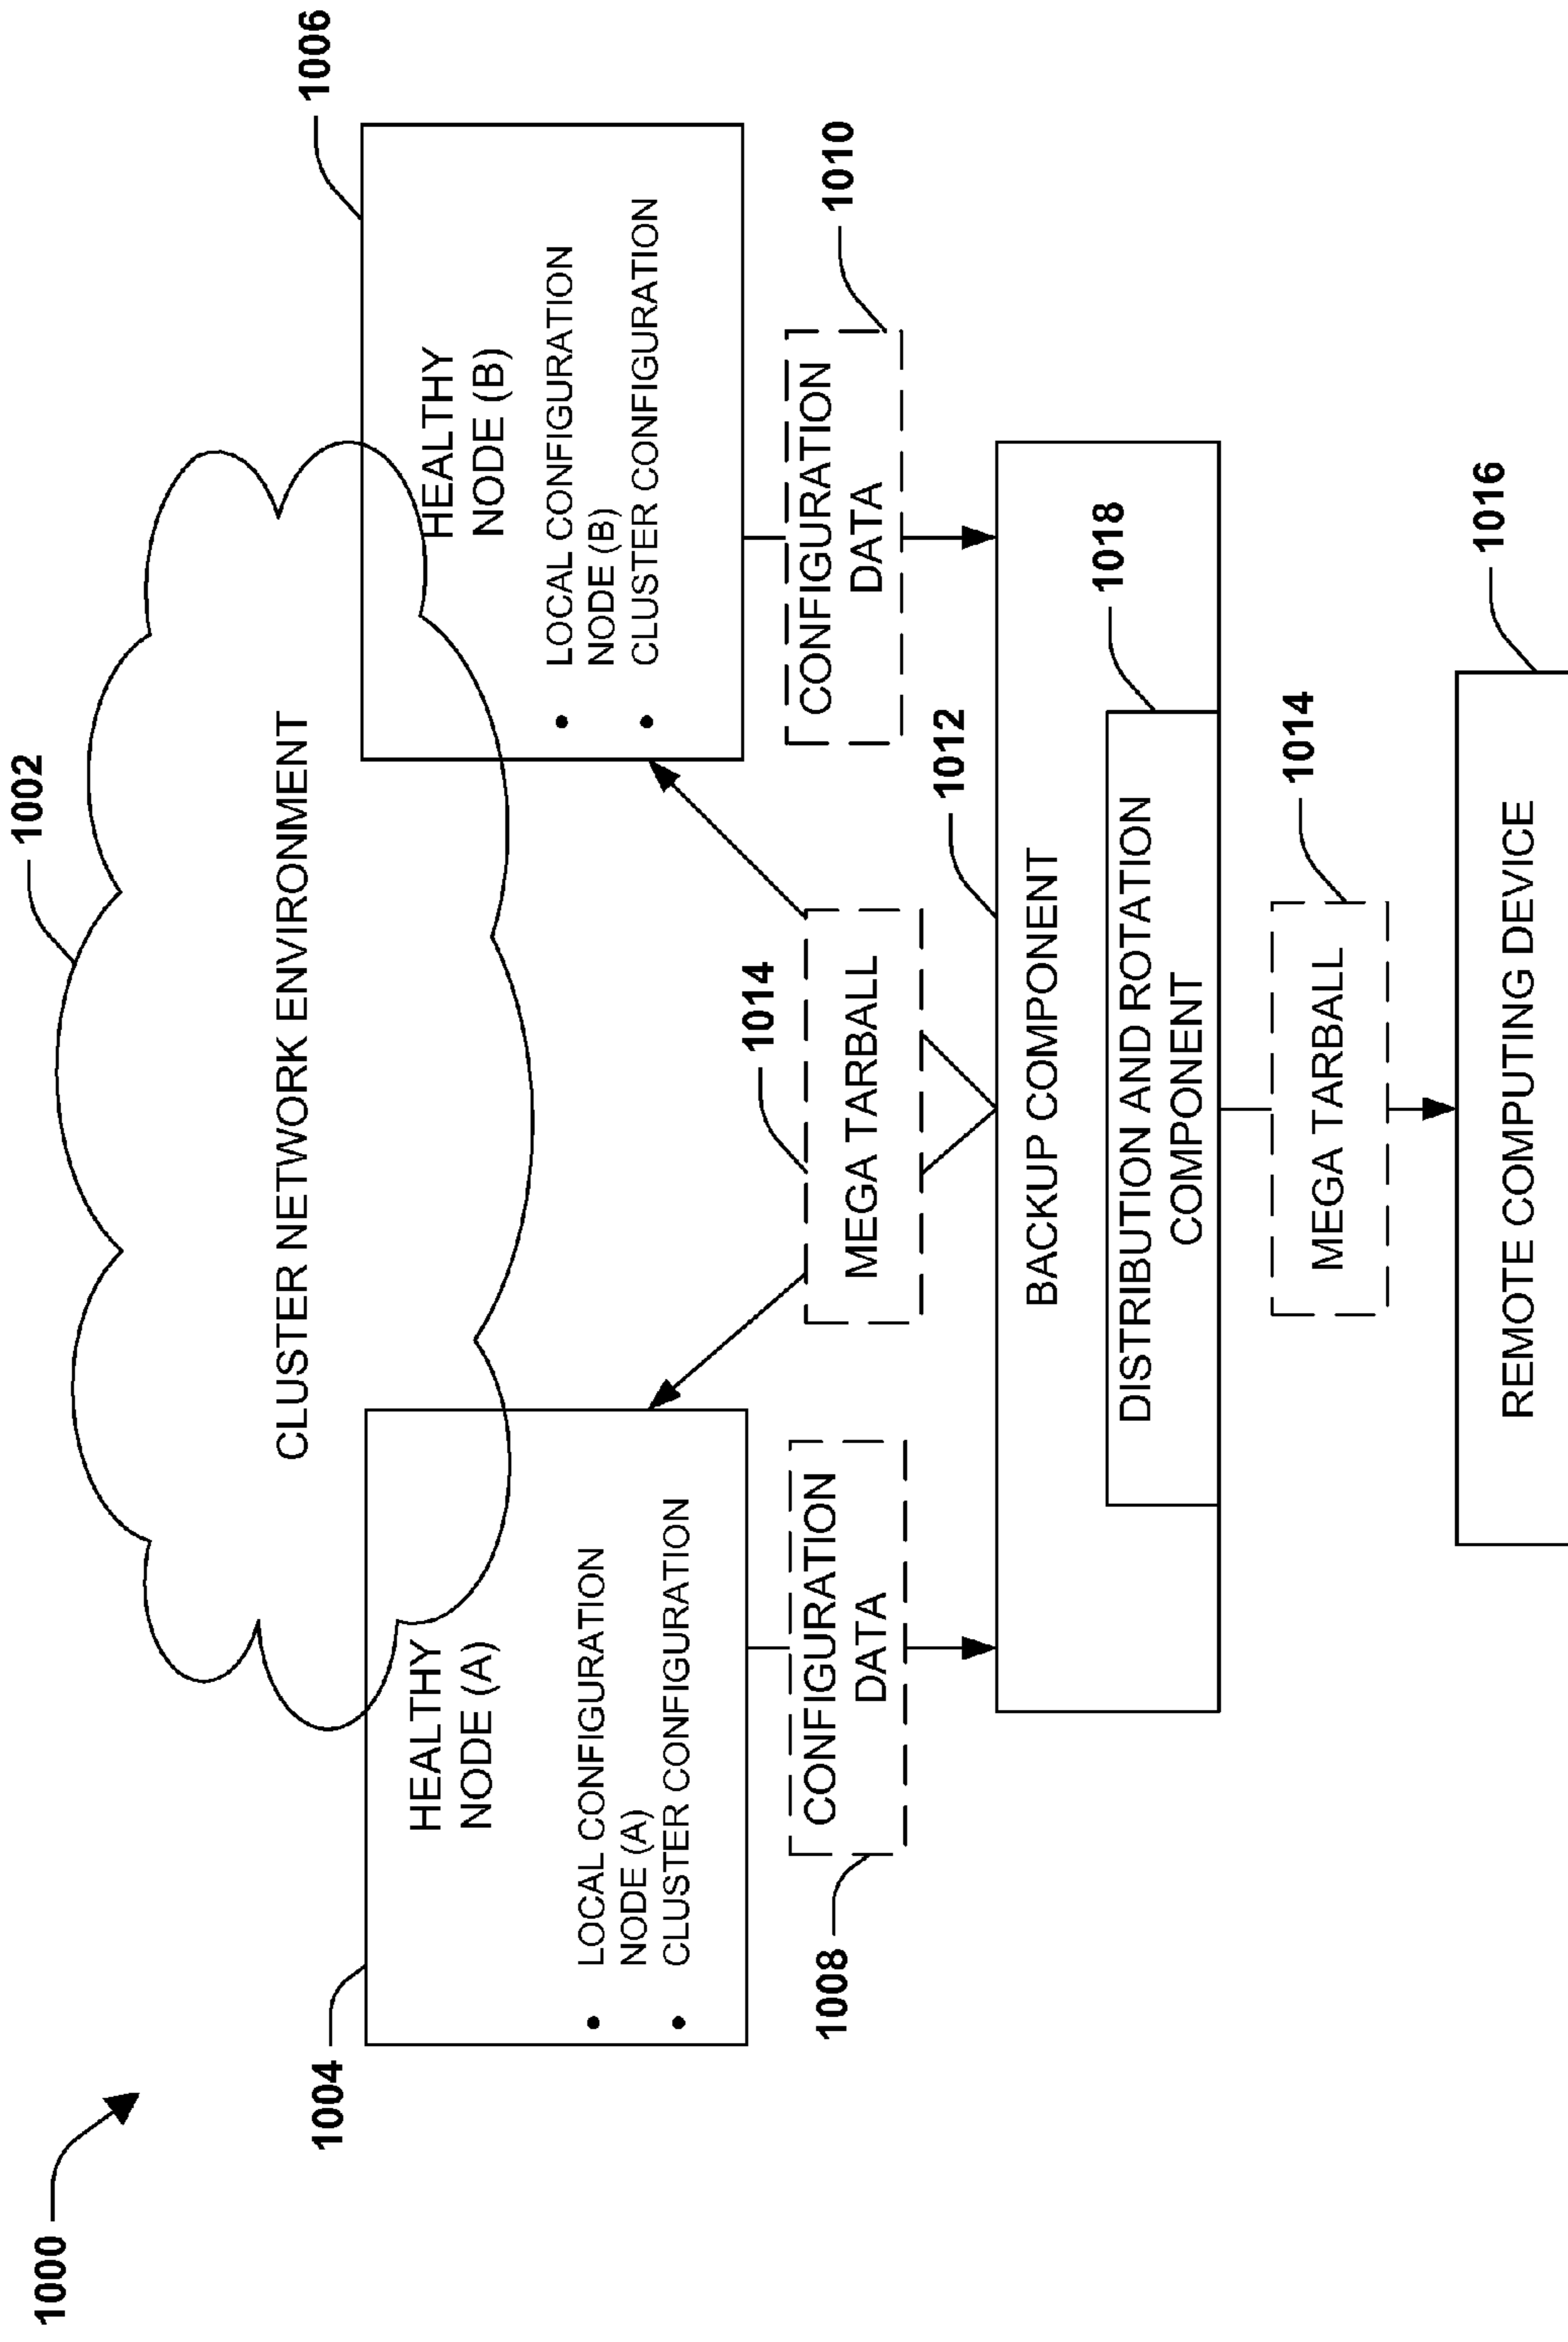 1000
1002
CLUSTER NETWORK ENVIRONMENT
1004
HEALTHY
NODE (A)
• LOCAL CONFIGURATION
NODE (A)
• CLUSTER CONFIGURATION
1006
HEALTHY
NODE (B)
• LOCAL CONFIGURATION
NODE (B)
• CLUSTER CONFIGURATION
1008
CONFIGURATION
DATA
1014
MEGA TARBALL
CONFIGURATION
DATA
1010
1012
BACKUP COMPONENT
DISTRIBUTION AND ROTATION
COMPONENT
1018
MEGA TARBALL
1014
REMOTE COMPUTING DEVICE
1016